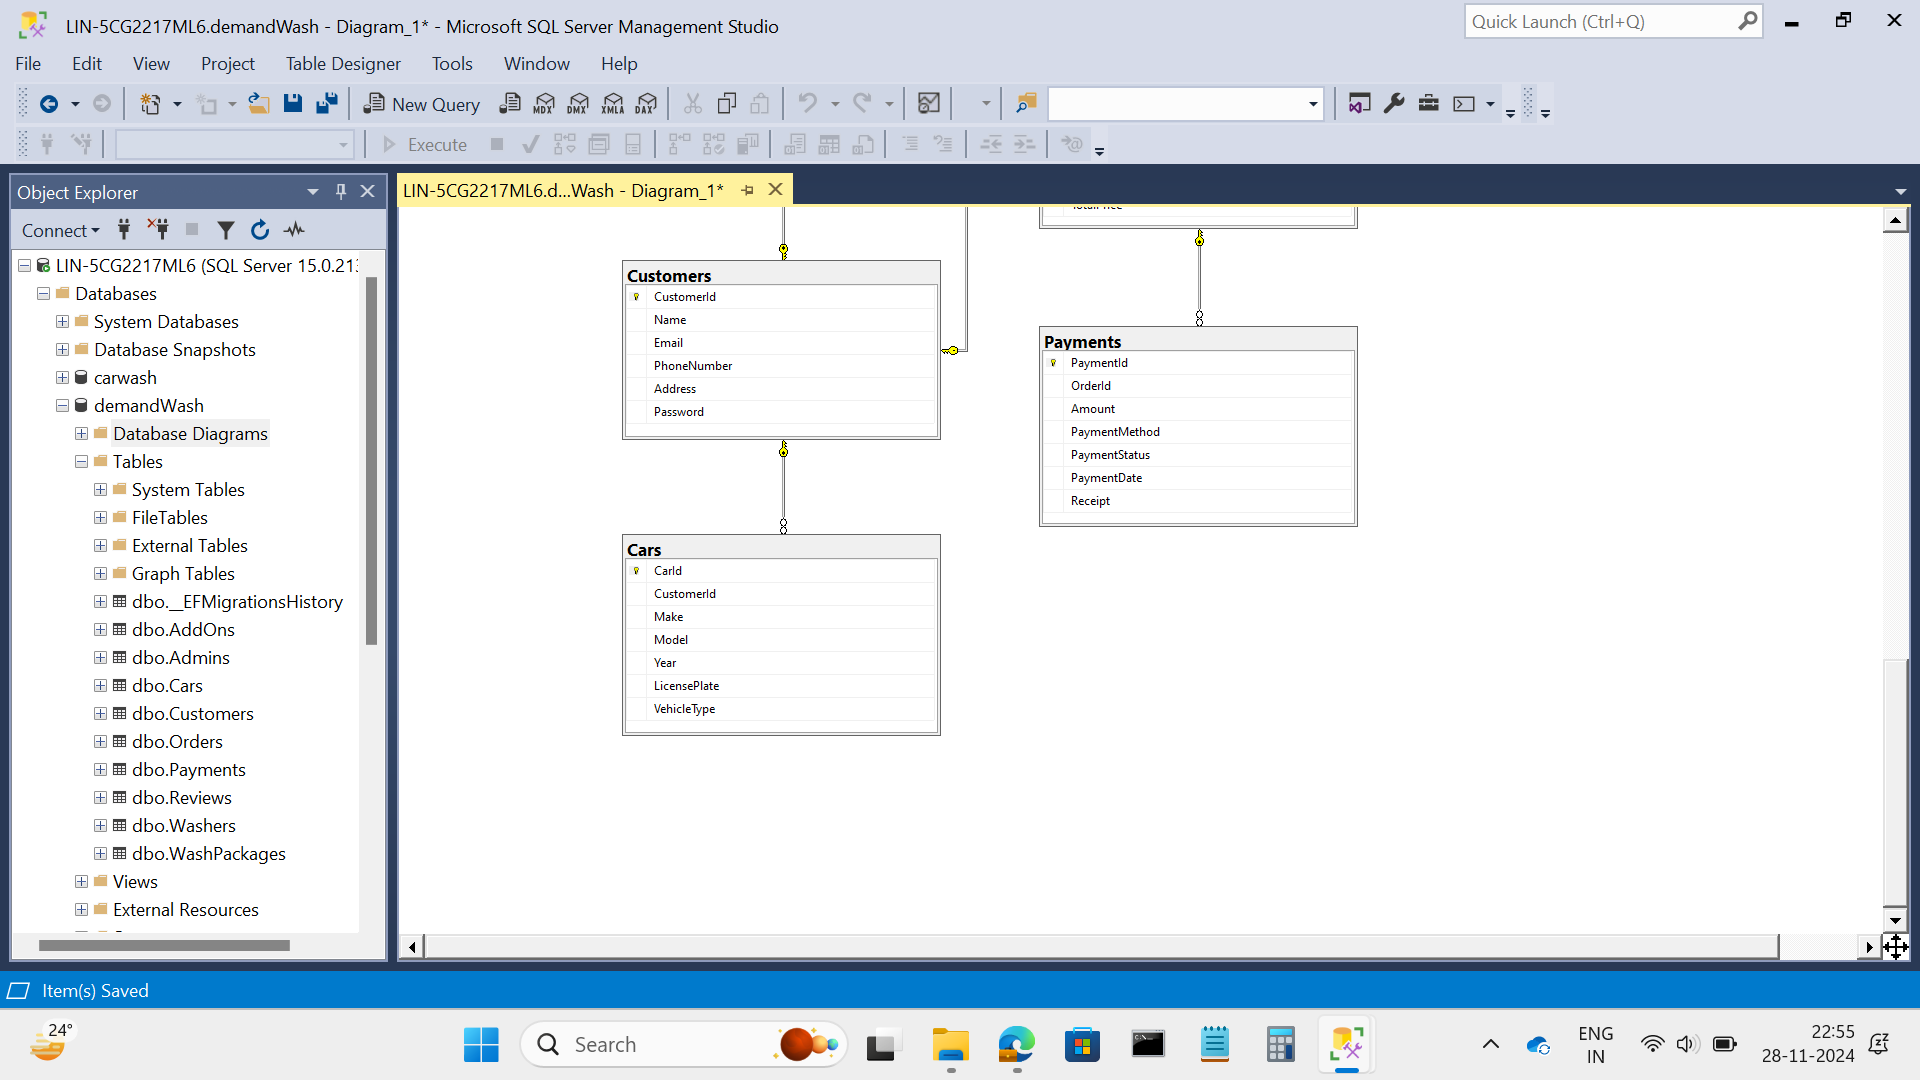 LIN-5CG2217ML6.demandWash - Diagram_1* - Microsoft SQL Server Management Studio
Quick Launch (Ctrl+Q)
File Edit View Project Table Designer Tools Window Help
New Query MDX DMX XMLA DAX
Execute
Object Explorer
LIN-5CG2217ML6.d...Wash - Diagram_1*
Connect
LIN-5CG2217ML6 (SQL Server 15.0.21
Databases
System Databases
Database Snapshots
carwash
demandWash
Database Diagrams
Tables
System Tables
FileTables
External Tables
Graph Tables
dbo.__EFMigrationsHistory
dbo.AddOns
dbo.Admins
dbo.Cars
dbo.Customers
dbo.Orders
dbo.Payments
dbo.Reviews
dbo.Washers
dbo.WashPackages
Views
External Resources
Customers
CustomerId
Name
Email
PhoneNumber
Address
Password
Cars
CarId
CustomerId
Make
Model
Year
LicensePlate
VehicleType
Payments
PaymentId
OrderId
Amount
PaymentMethod
PaymentStatus
PaymentDate
Receipt
Item(s) Saved
24°
Search
ENG
IN
22:55
28-11-2024